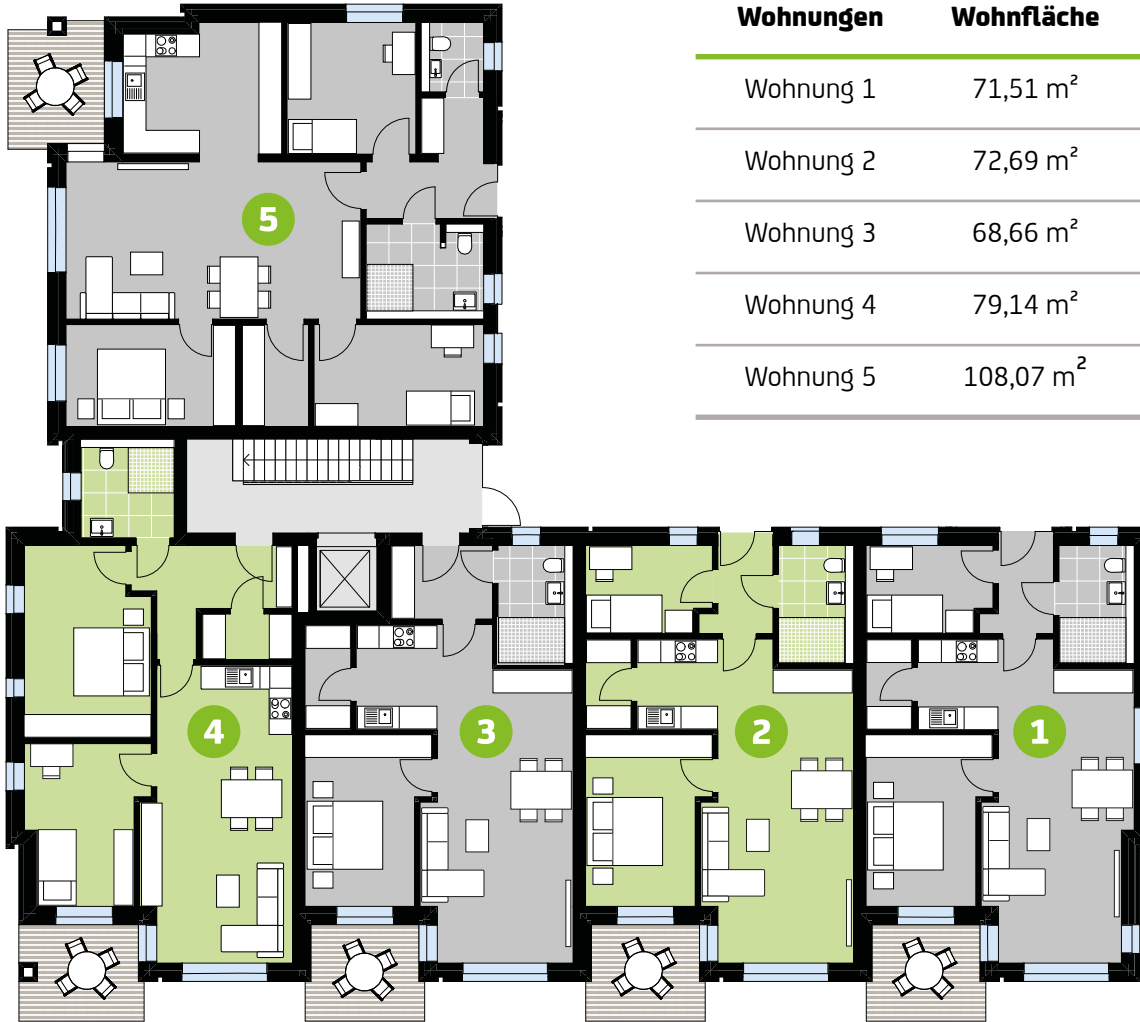 Wohnungen Wohnfläche
Wohnung 1 71,51 m²
Wohnung 2 72,69 m²
Wohnung 3 68,66 m²
Wohnung 4 79,14 m²
Wohnung 5 108,07 m²
5
4
3
2
1